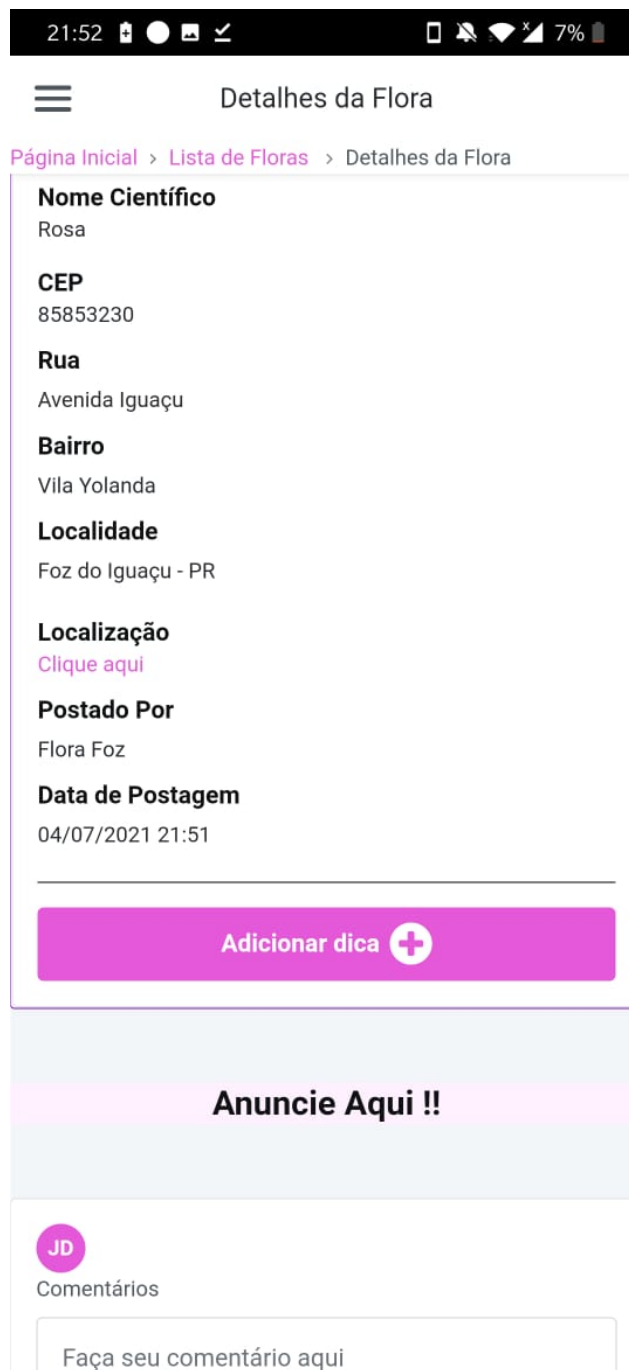 21:52
7%
Detalhes da Flora
Página Inicial > Lista de Floras > Detalhes da Flora
Nome Científico
Rosa
CEP
85853230
Rua
Avenida Iguaçu
Bairro
Vila Yolanda
Localidade
Foz do Iguaçu - PR
Localização
Clique aqui
Postado Por
Flora Foz
Data de Postagem
04/07/2021 21:51
Adicionar dica
Anuncie Aqui !!
JD
Comentários
Faça seu comentário aqui